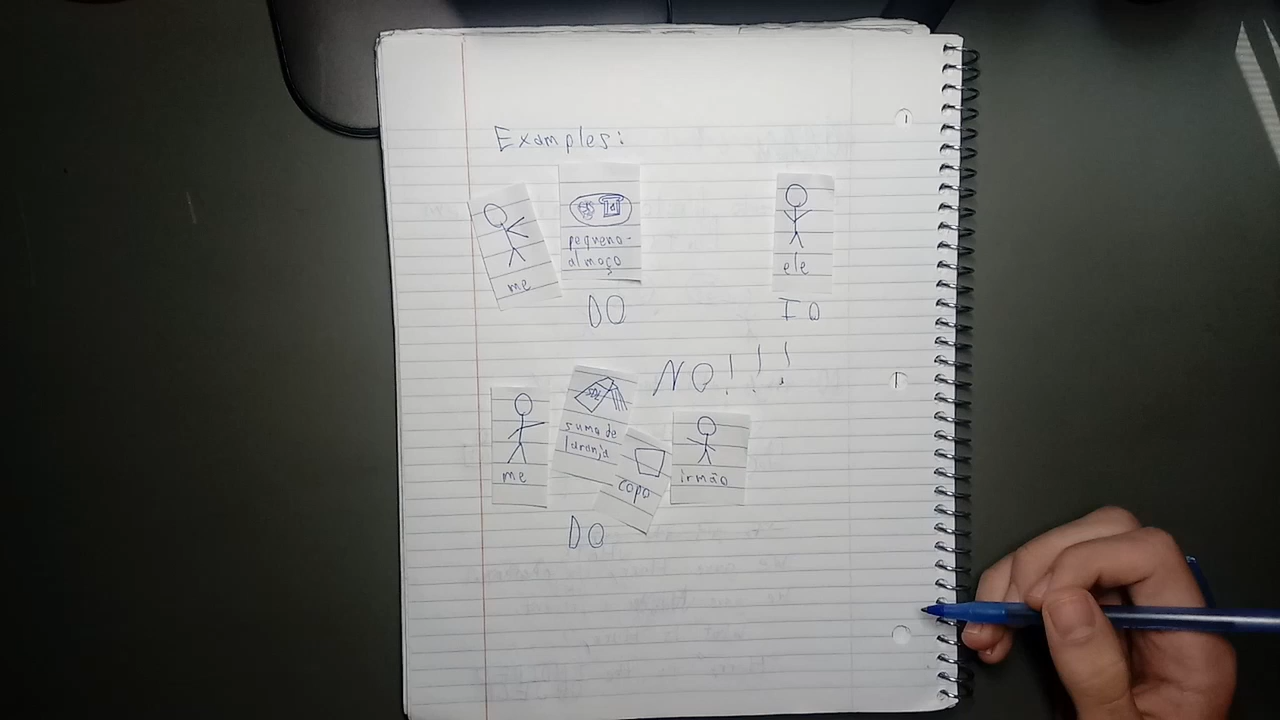 Examples:
me
pequeno-
almoço
ele
DO
IO
NO!!!
sumo de
laranja
me
copo
irmão
DO